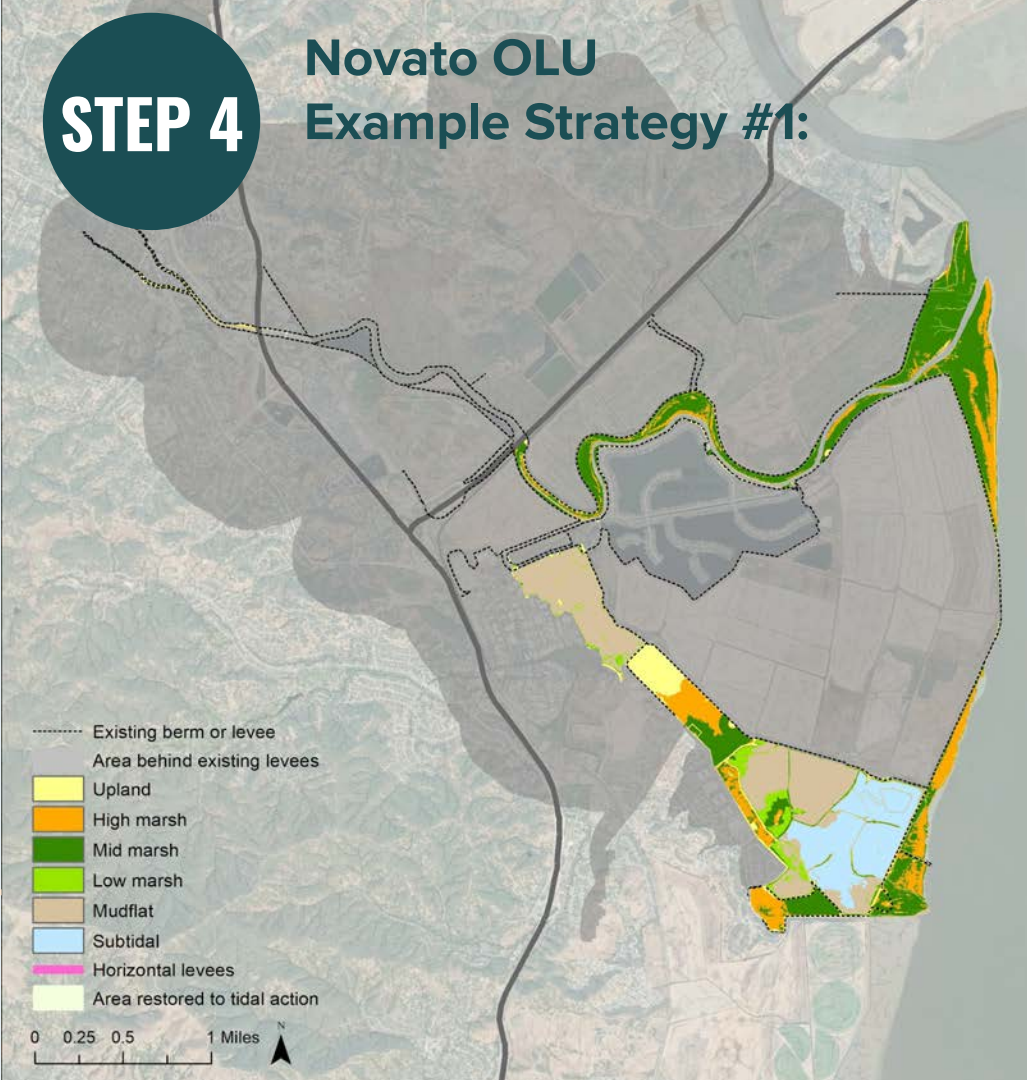 STEP 4
Novato OLU
Example Strategy #1:
Existing berm or levee
Area behind existing levees
Upland
High marsh
Mid marsh
Low marsh
Mudflat
Subtidal
Horizontal levees
Area restored to tidal action
0 0.25 0.5 1 Miles
N